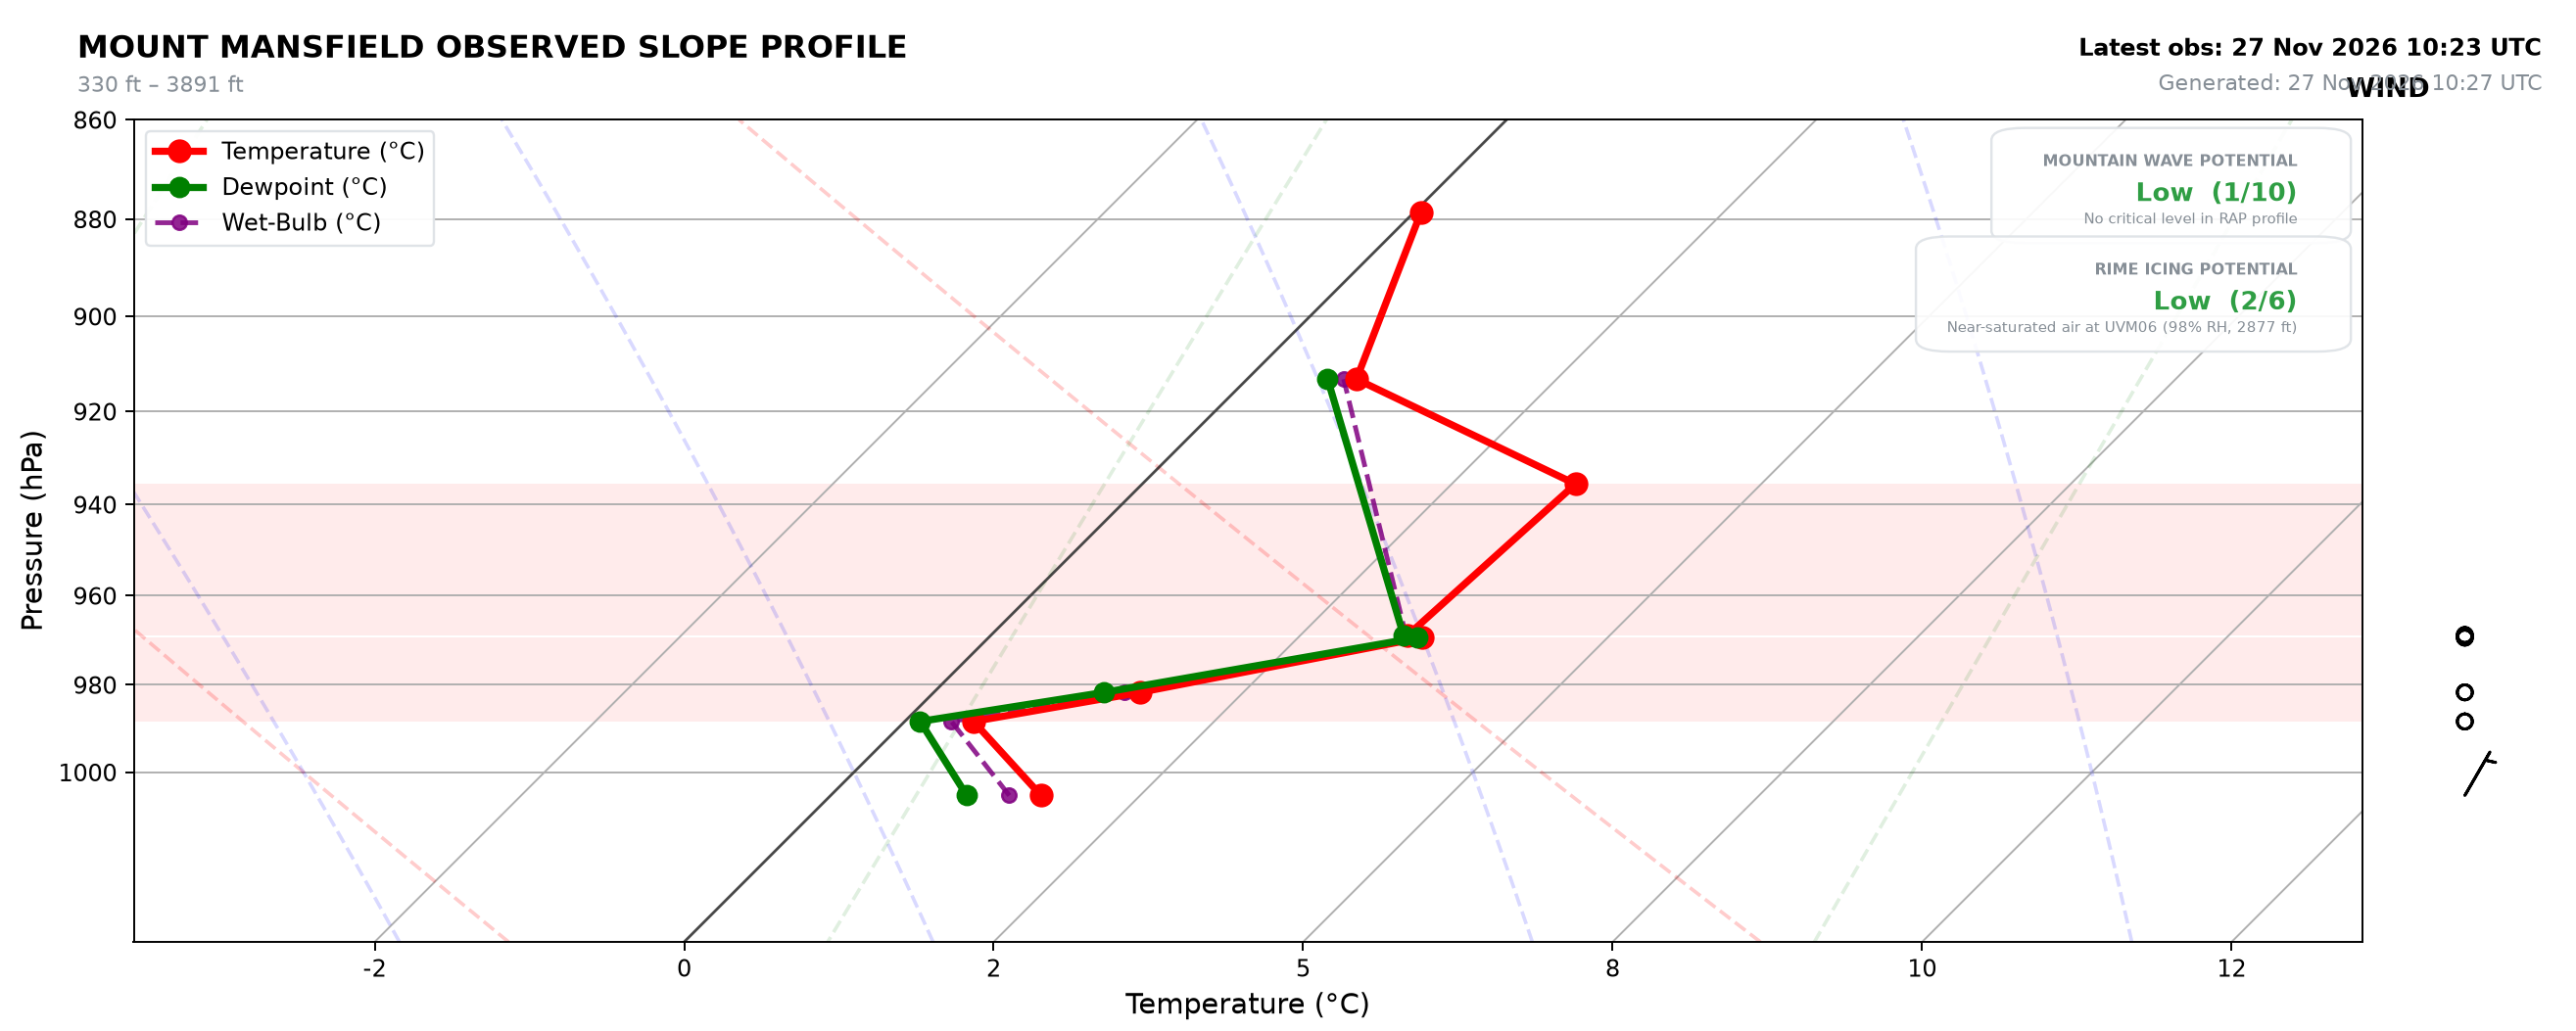 MOUNT MANSFIELD OBSERVED SLOPE PROFILE
330 ft – 3891 ft
Latest obs: 27 Nov 2026 10:23 UTC
Generated: 27 Nov 2026 10:27 UTC
WIND
Temperature (°C)
Dewpoint (°C)
Wet-Bulb (°C)
MOUNTAIN WAVE POTENTIAL
Low (1/10)
No critical level in RAP profile
RIME ICING POTENTIAL
Low (2/6)
Near-saturated air at UVM06 (98% RH, 2877 ft)
Pressure (hPa)
860
880
900
920
940
960
980
1000
-2
0
2
5
8
10
12
Temperature (°C)